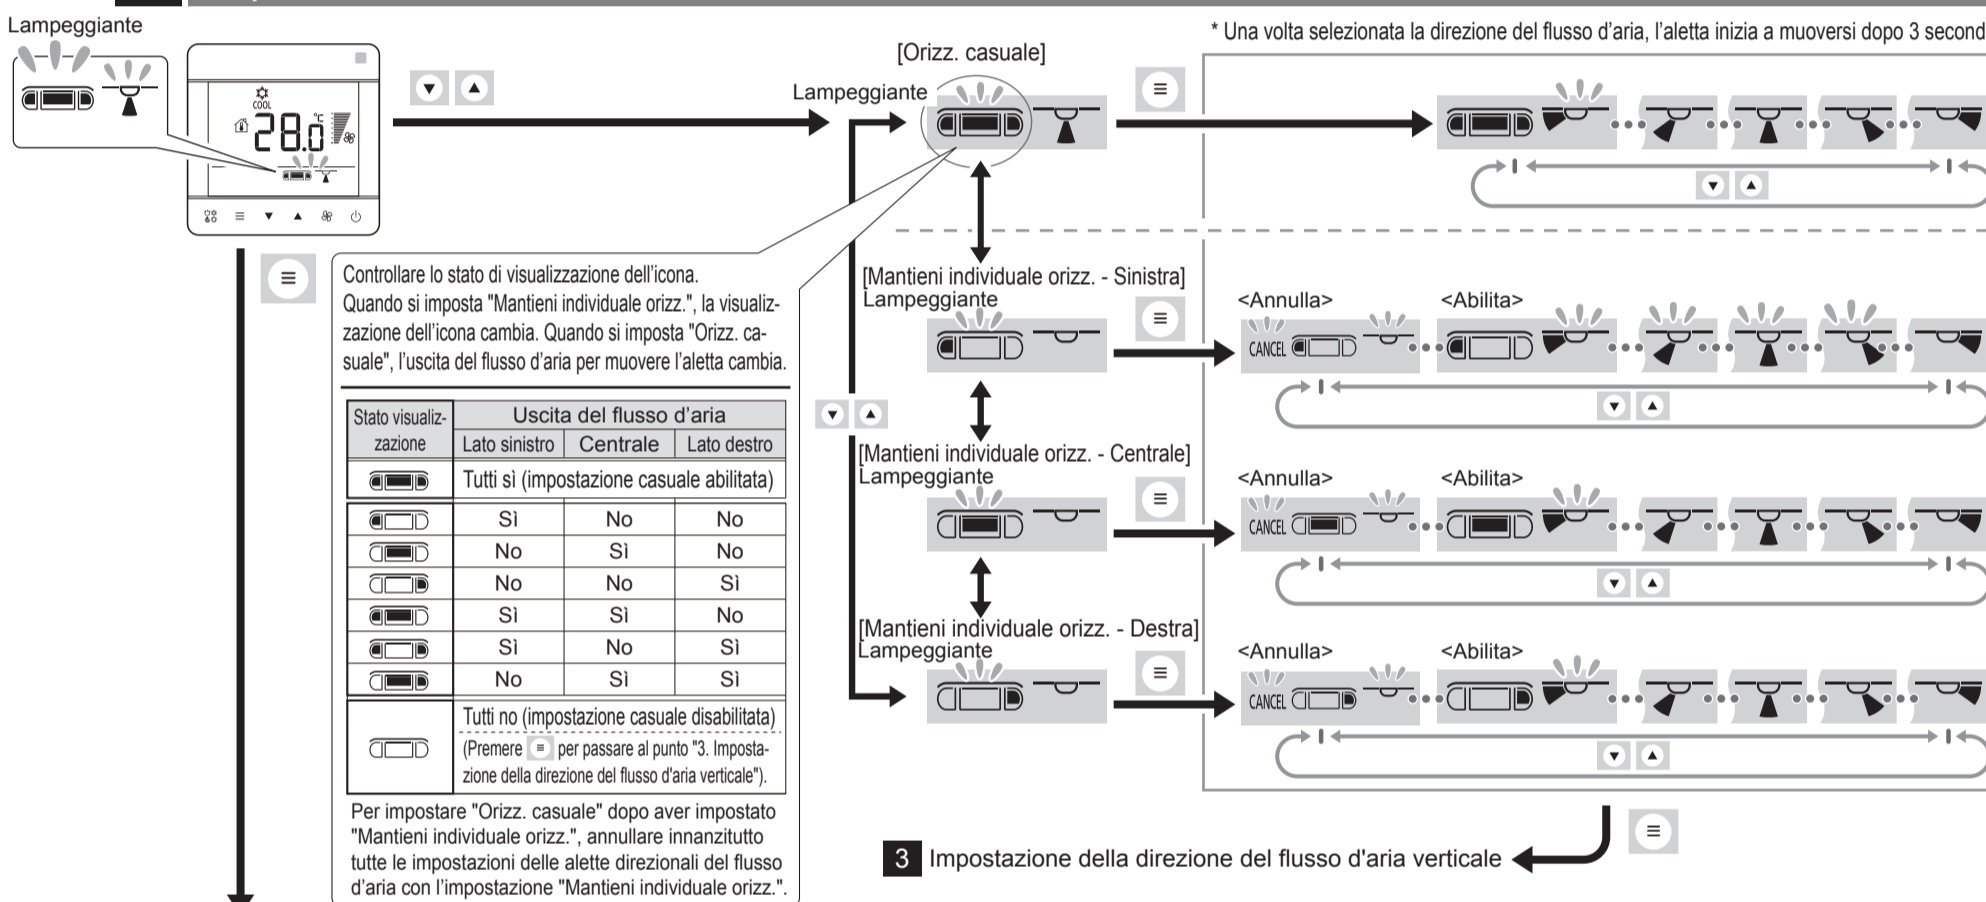 Lampeggiante
COOL
28.0 °C
* Una volta selezionata la direzione del flusso d'aria, l'aletta inizia a muoversi dopo 3 second
[Orizz. casuale]
Lampeggiante
Controllare lo stato di visualizzazione dell'icona.
Quando si imposta "Mantieni individuale orizz.", la visualiz-
zazione dell'icona cambia. Quando si imposta "Orizz. ca-
suale", l'uscita del flusso d'aria per muovere l'aletta cambia.
Stato visualiz-
zazione
Uscita del flusso d'aria
Lato sinistro Centrale Lato destro
Tutti sì (impostazione casuale abilitata)
Sì No No
No Sì No
No No Sì
Sì Sì No
Sì No Sì
No Sì Sì
Tutti no (impostazione casuale disabilitata)
(Premere ≡ per passare al punto "3. Imposta-
zione della direzione del flusso d'aria verticale").
Per impostare "Orizz. casuale" dopo aver impostato
"Mantieni individuale orizz.", annullare innanzitutto
tutte le impostazioni delle alette direzionali del flusso
d'aria con l'impostazione "Mantieni individuale orizz.".
[Mantieni individuale orizz. - Sinistra]
Lampeggiante
<Annulla> <Abilita>
CANCEL
[Mantieni individuale orizz. - Centrale]
Lampeggiante
<Annulla> <Abilita>
CANCEL
[Mantieni individuale orizz. - Destra]
Lampeggiante
<Annulla> <Abilita>
CANCEL
3 Impostazione della direzione del flusso d'aria verticale